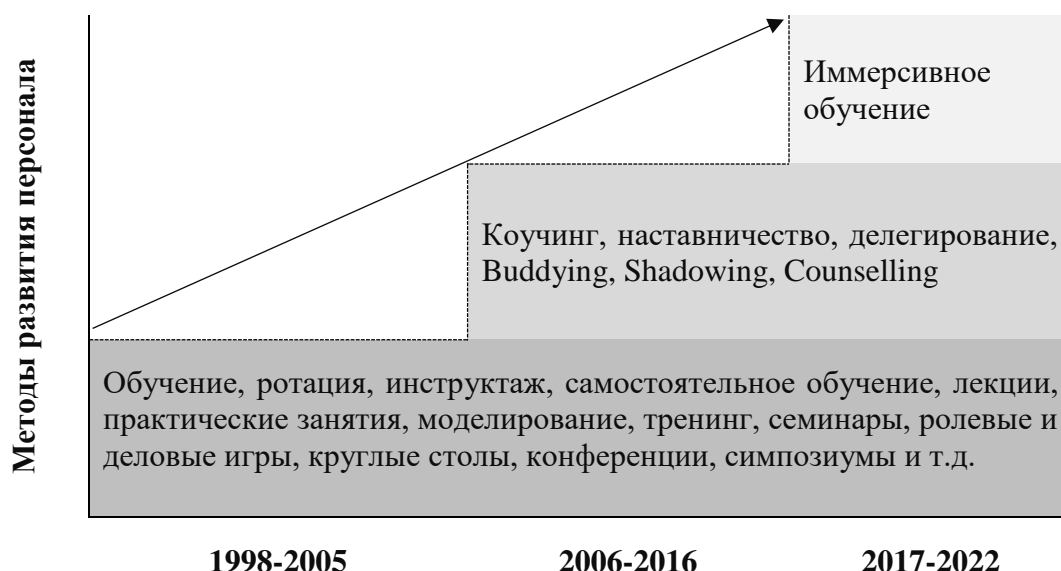 Методы развития персонала
Иммерсивное
обучение
Коучинг, наставничество, делегирование,
Buddying, Shadowing, Counselling
Обучение, ротация, инструктаж, самостоятельное обучение, лекции,
практические занятия, моделирование, тренинг, семинары, ролевые и
деловые игры, круглые столы, конференции, симпозиумы и т.д.
1998-2005 2006-2016 2017-2022